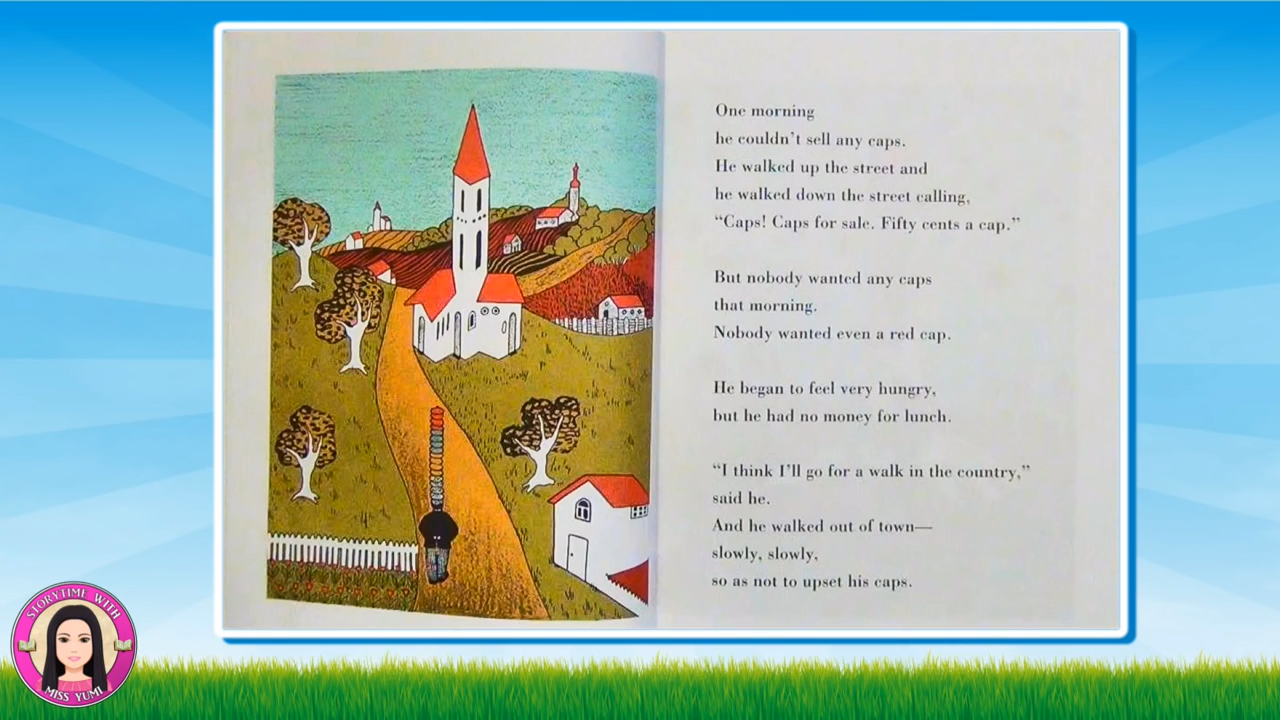 One morning
he couldn't sell any caps.
He walked up the street and
he walked down the street calling,
“Caps! Caps for sale. Fifty cents a cap.”
But nobody wanted any caps
that morning.
Nobody wanted even a red cap.
He began to feel very hungry,
but he had no money for lunch.
“I think I'll go for a walk in the country,”
said he.
And he walked out of town—
slowly, slowly,
so as not to upset his caps.
STORYTIME WITH
MISS YUMI